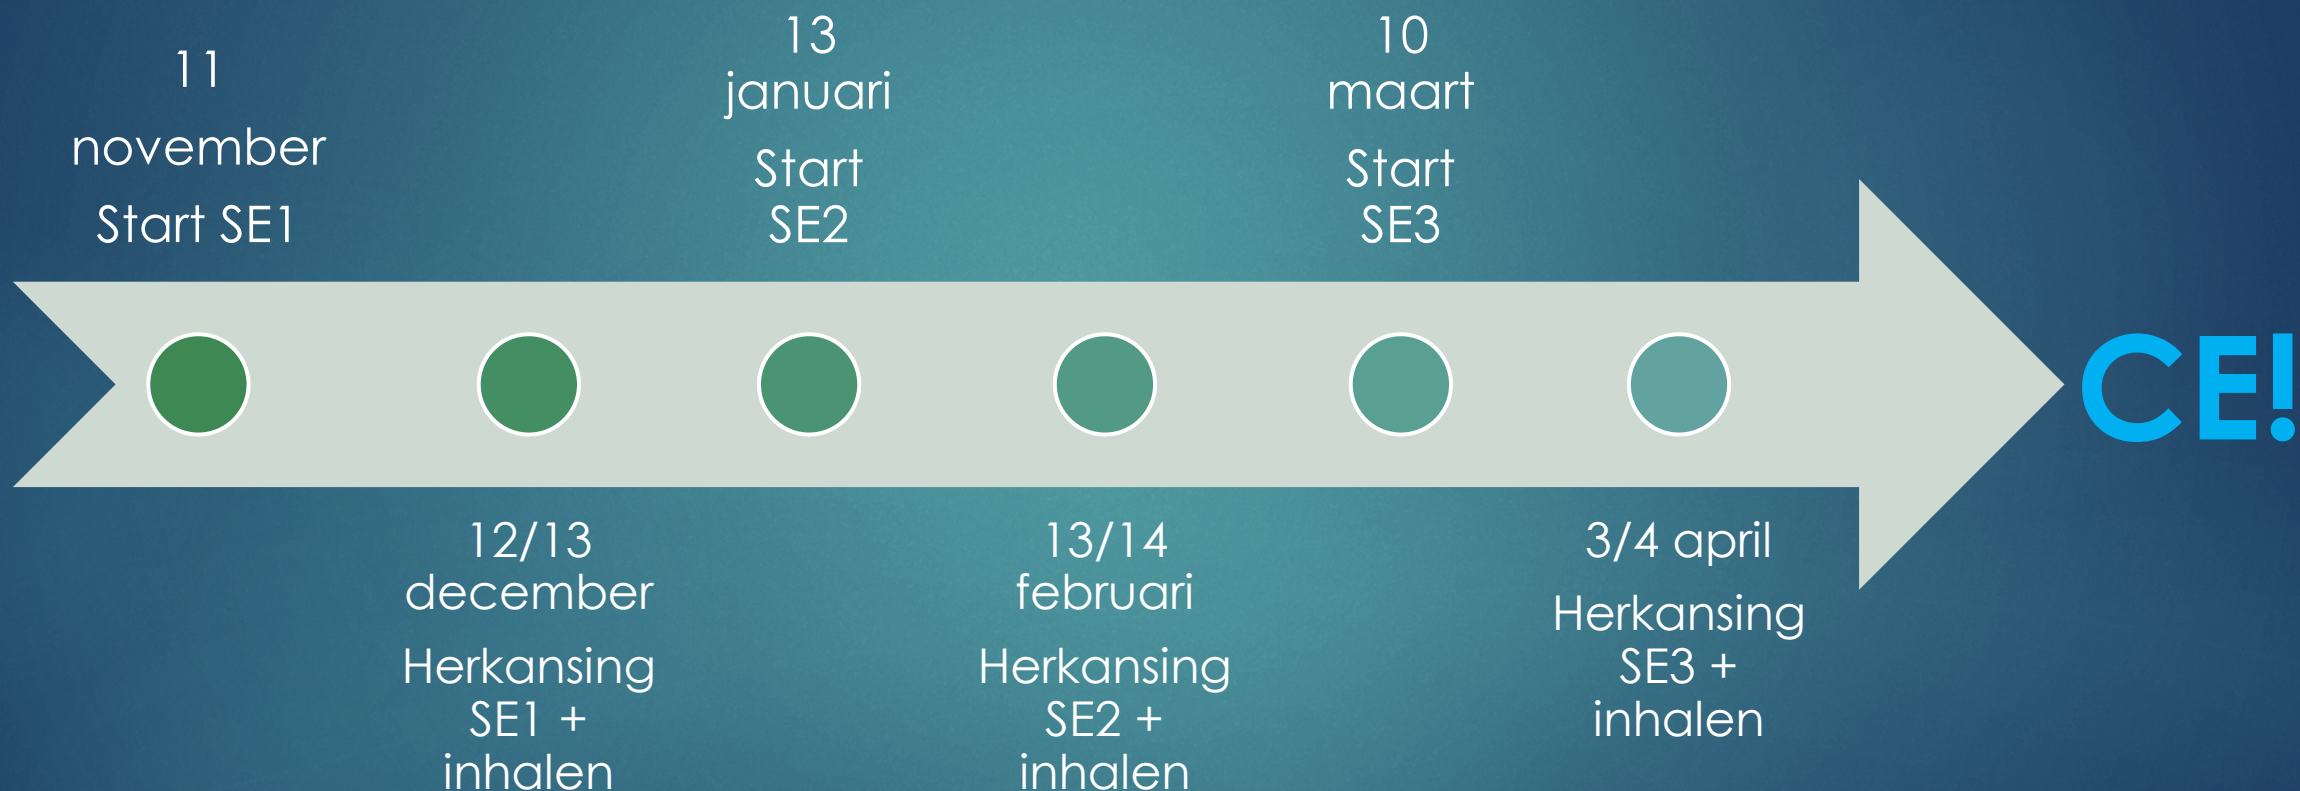 11
november
Start SE1
12/13
december
Herkansing
SE1 +
inhalen
13
januari
Start
SE2
13/14
februari
Herkansing
SE2 +
inhalen
10
maart
Start
SE3
3/4 april
Herkansing
SE3 +
inhalen
CE!